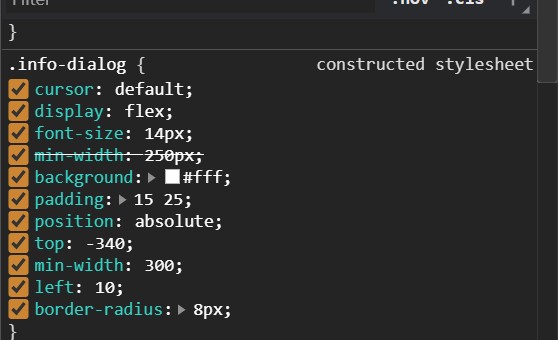 Filter .hov .cls +
}
.info-dialog { constructed stylesheet
cursor: default;
display: flex;
font-size: 14px;
min-width: 250px;
background: #fff;
padding: 15 25;
position: absolute;
top: -340;
min-width: 300;
left: 10;
border-radius: 8px;
}